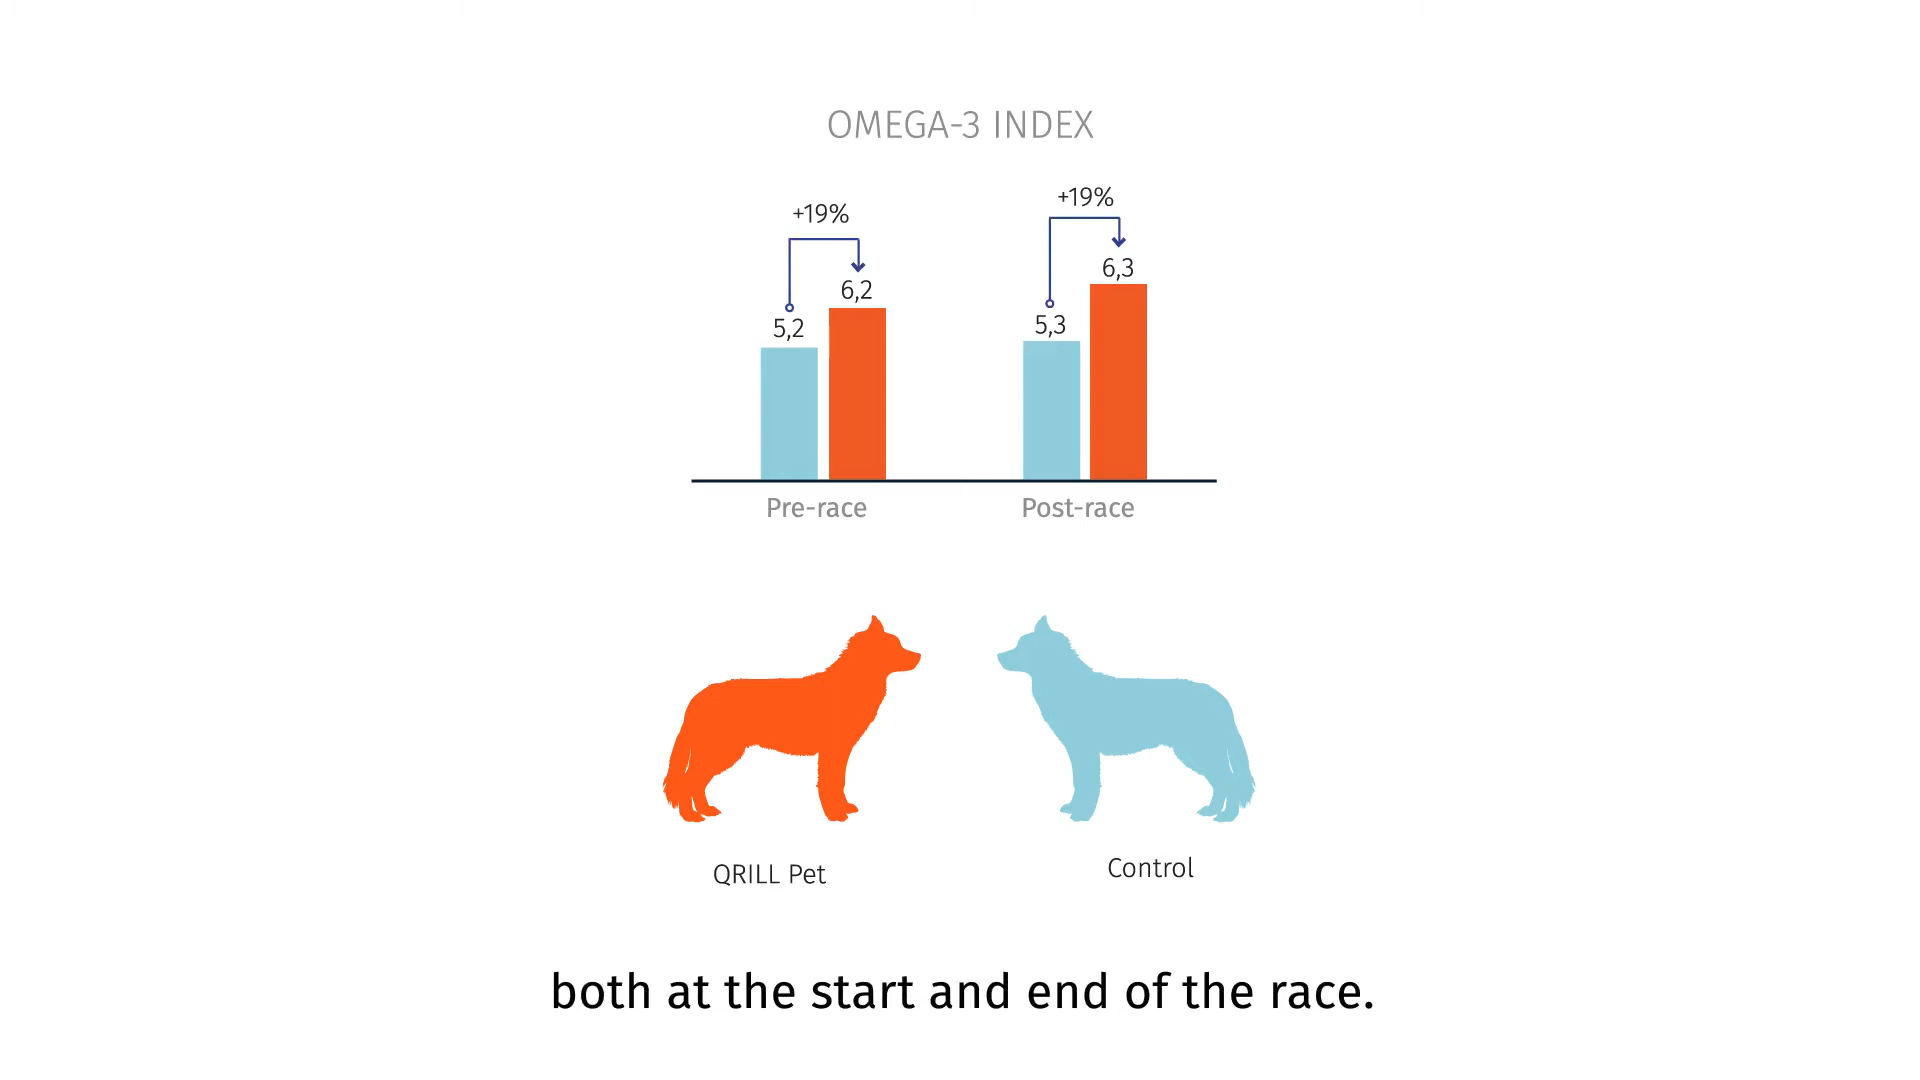 OMEGA-3 INDEX
+19%
+19%
5,2
6,2
5,3
6,3
Pre-race
Post-race
QRILL Pet
Control
both at the start and end of the race.